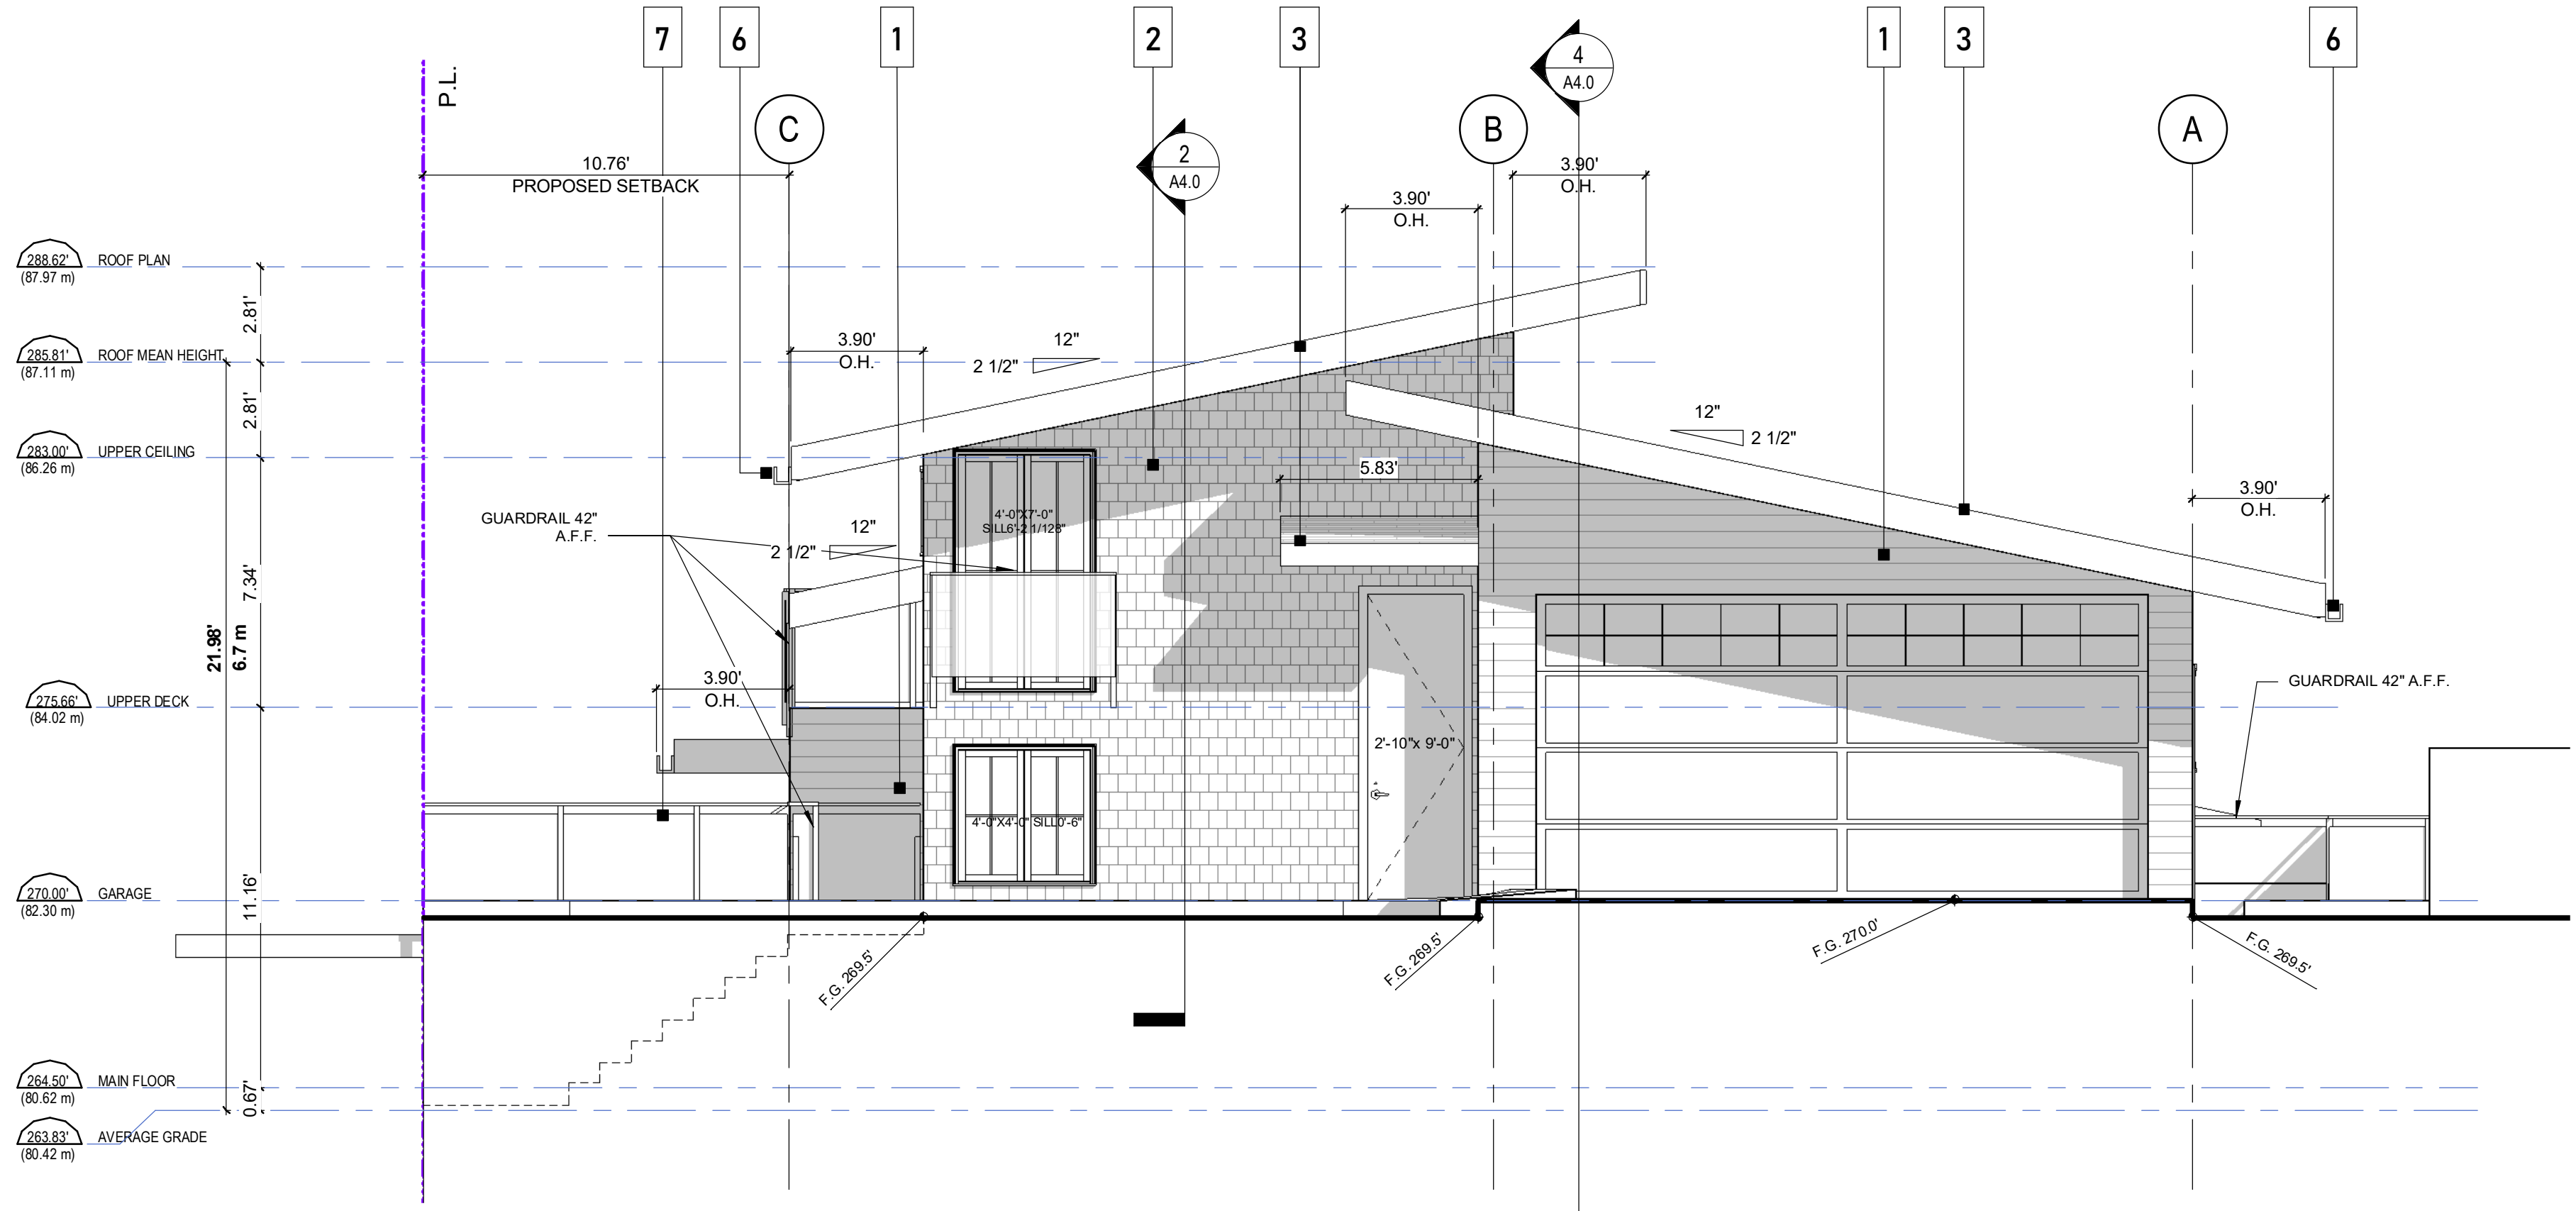 7
6
1
2
3
4
A4.0
1
3
6
P.L.
C
B
A
2
A4.0
10.76'
PROPOSED SETBACK
3.90'
O.H.
3.90'
O.H.
288.62'
(87.97 m)
ROOF PLAN
2.81'
285.81'
(87.11 m)
ROOF MEAN HEIGHT
3.90'
O.H.
12"
2 1/2"
2.81'
12"
2 1/2"
283.00'
(86.26 m)
UPPER CEILING
5.83'
3.90'
O.H.
GUARDRAIL 42"
A.F.F.
4'-0"X7'-0"
SILL6'-2 1/128"
12"
2 1/2"
7.34'
21.98'
6.7 m
3.90'
O.H.
GUARDRAIL 42" A.F.F.
275.66'
(84.02 m)
UPPER DECK
2'-10"x 9'-0"
4'-0"X4'-0" SILL0'-6"
270.00'
(82.30 m)
GARAGE
11.16'
F.G. 269.5'
F.G. 269.5'
F.G. 270.0'
F.G. 269.5'
264.50'
(80.62 m)
MAIN FLOOR
0.67'
263.83'
(80.42 m)
AVERAGE GRADE